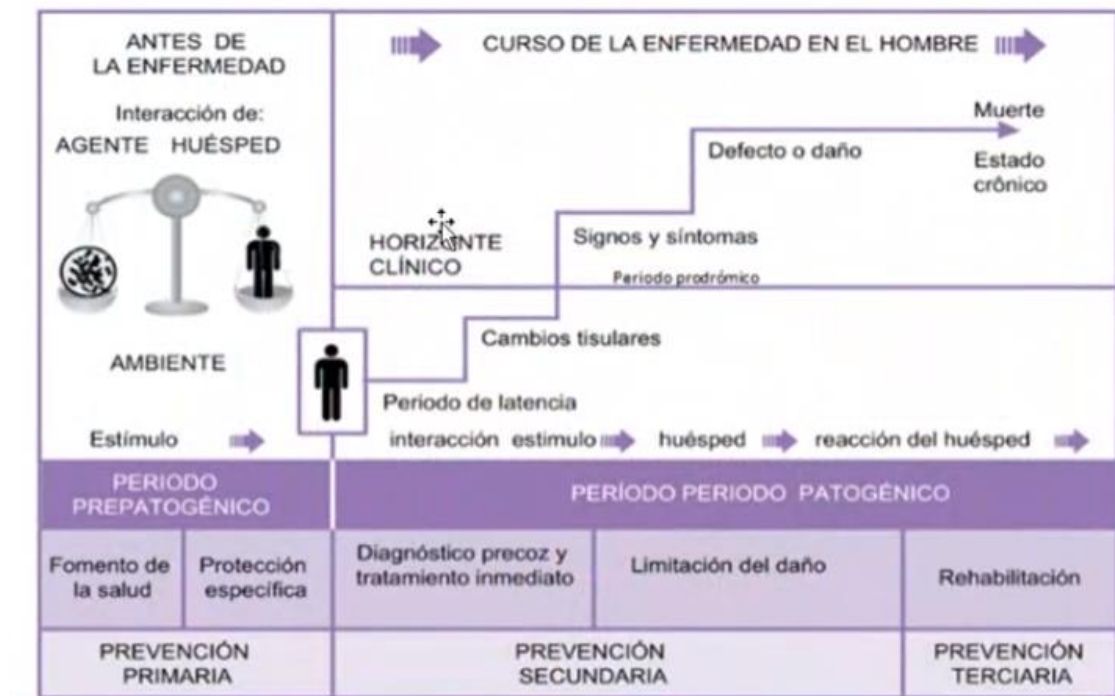 ANTES DE
LA ENFERMEDAD
Interacción de:
AGENTE HUÉSPED
AMBIENTE
Estímulo
CURSO DE LA ENFERMEDAD EN EL HOMBRE
Muerte
Defecto o daño
Estado
crônico
HORIZONTE
CLÍNICO
Signos y síntomas
Periodo prodrómico
Cambios tisulares
Periodo de latencia
interacción estimulo
huésped
reacción del huésped
PERIODO
PREPATOGÉNICO
PERÍODO PERIODO PATOGÉNICO
Fomento de
la salud
Protección
específica
Diagnóstico precoz y
tratamiento inmediato
Limitación del daño
Rehabilitación
PREVENCIÓN
PRIMARIA
PREVENCIÓN
SECUNDARIA
PREVENCIÓN
TERCIARIA